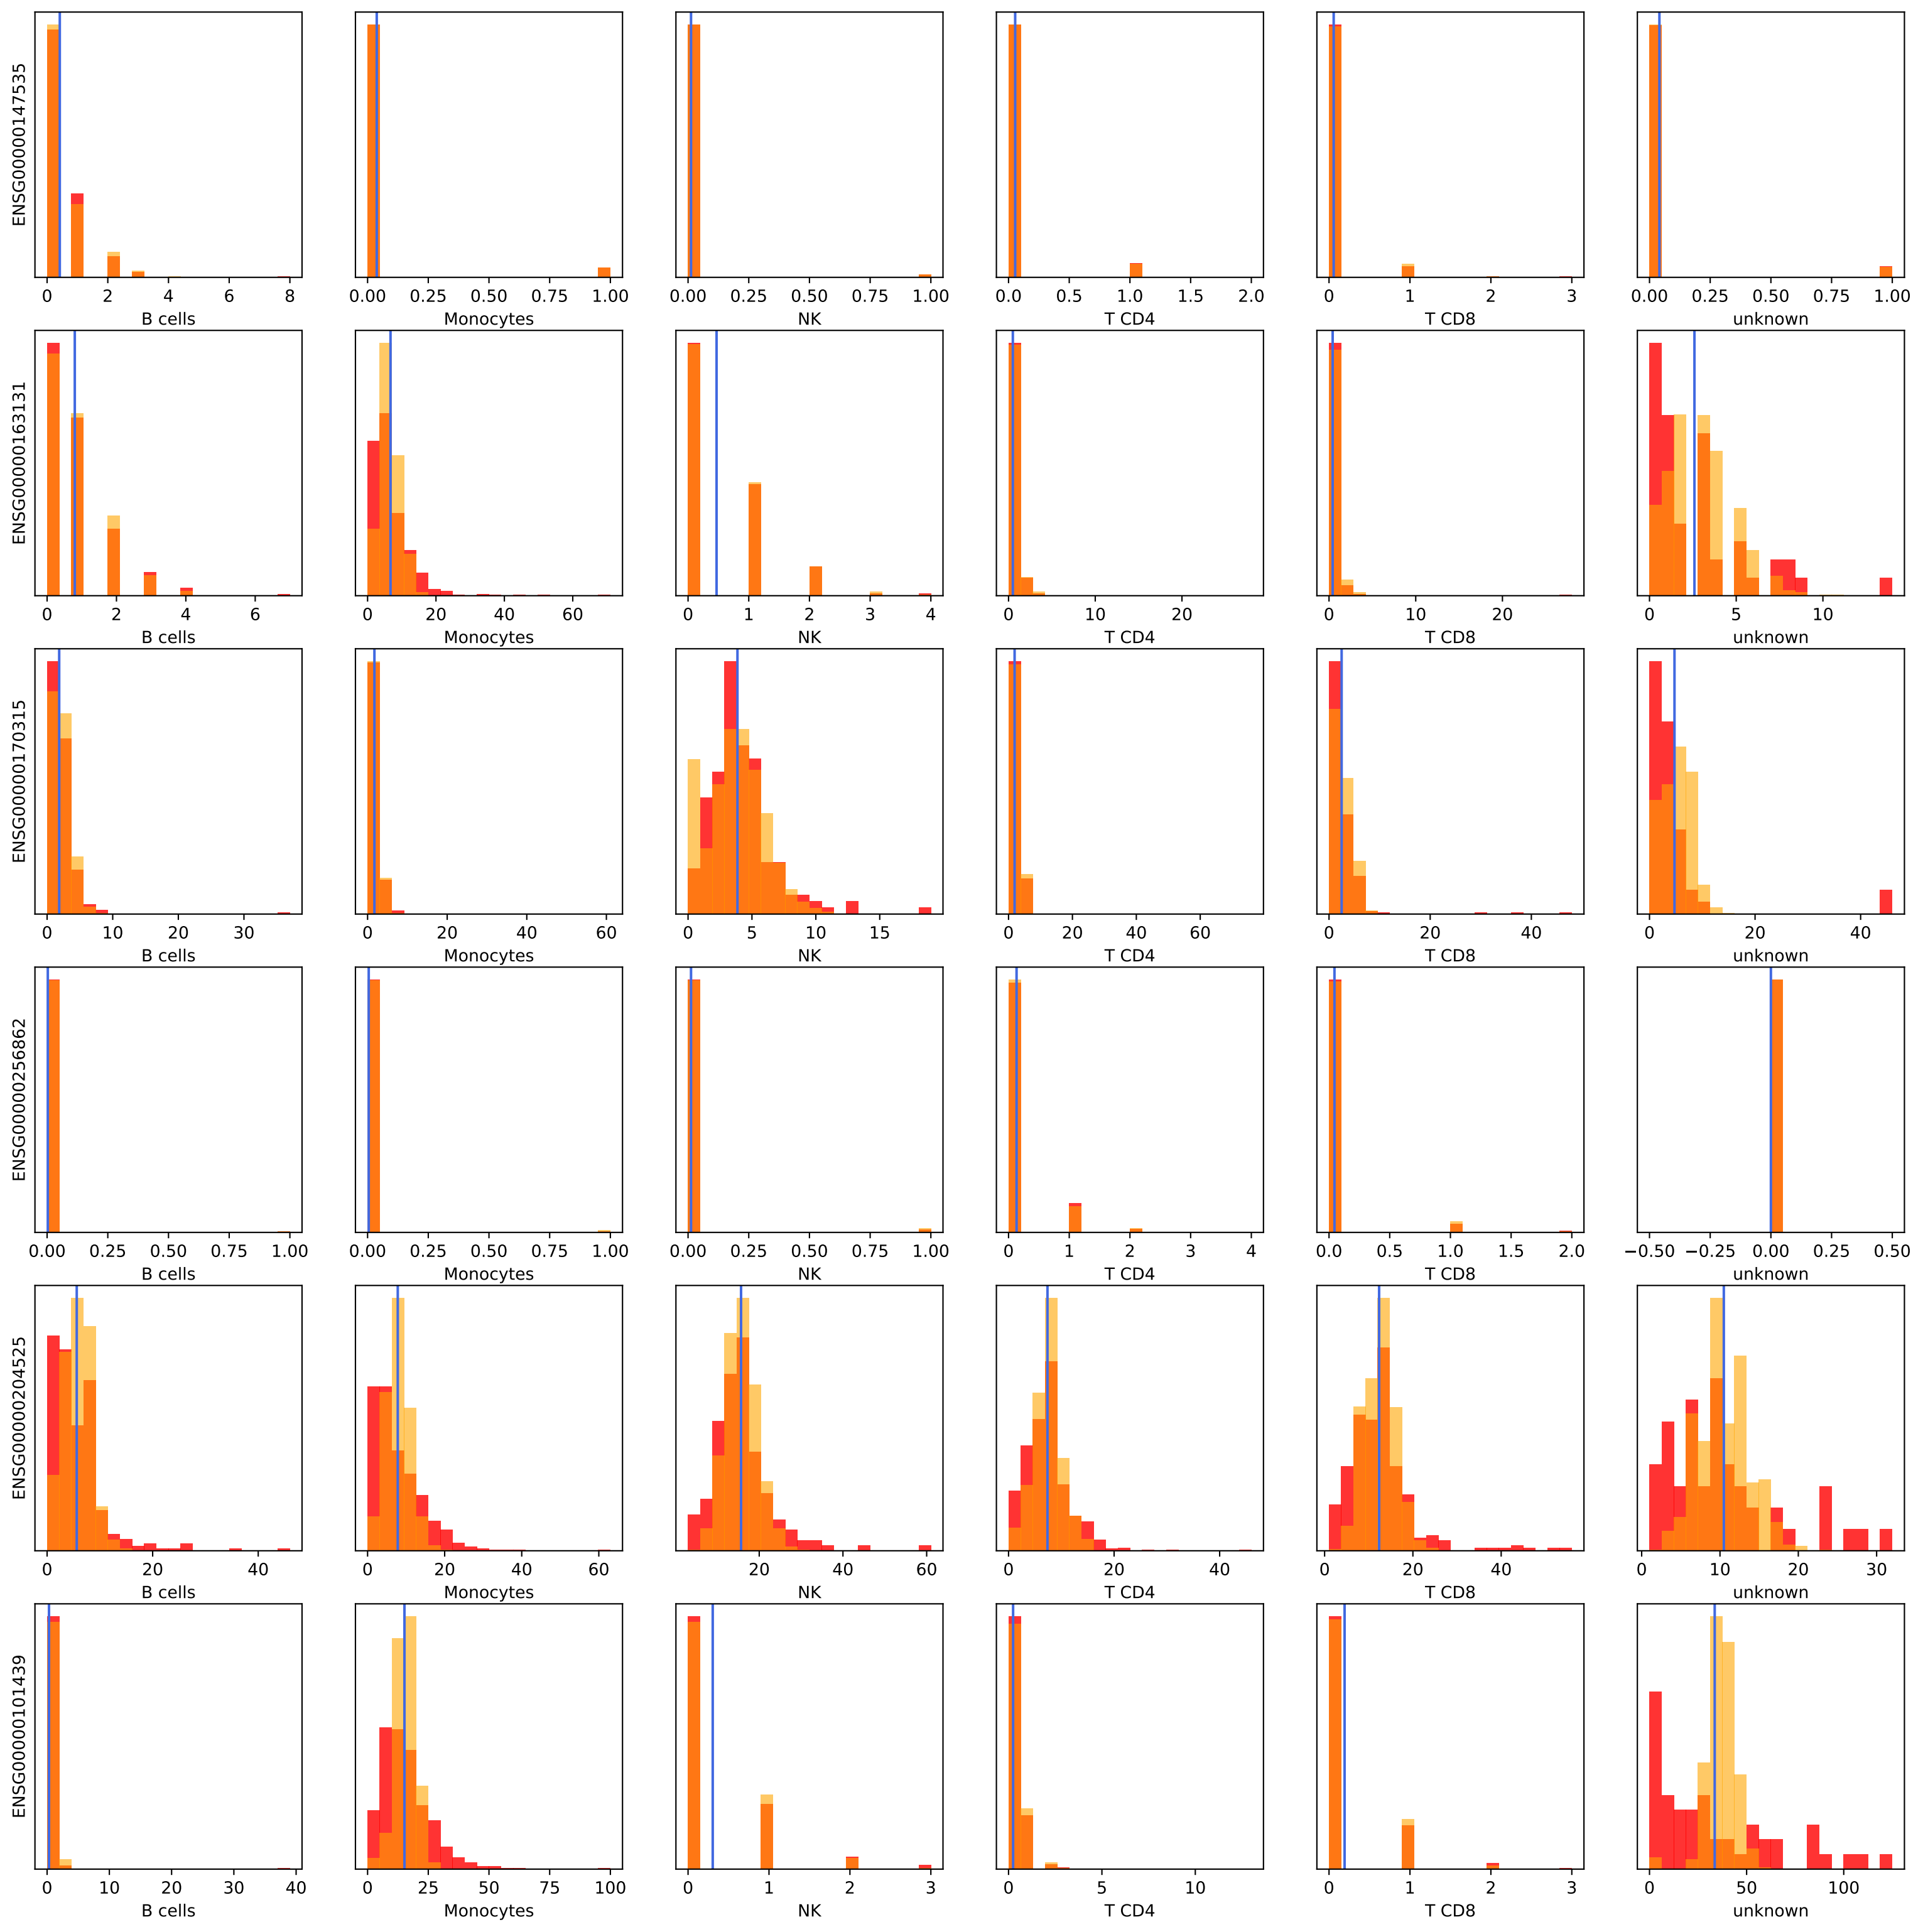 ENSG00000147535
0 2 4 6 8
B cells
0.00 0.25 0.50 0.75 1.00
Monocytes
0.00 0.25 0.50 0.75 1.00
NK
0.0 0.5 1.0 1.5 2.0
T CD4
0 1 2 3
T CD8
0.00 0.25 0.50 0.75 1.00
unknown
ENSG00000163131
0 2 4 6
B cells
0 20 40 60
Monocytes
0 1 2 3 4
NK
0 10 20
T CD4
0 10 20
T CD8
0 5 10
unknown
ENSG00000170315
0 10 20 30
B cells
0 20 40 60
Monocytes
0 5 10 15
NK
0 20 40 60
T CD4
0 20 40
T CD8
0 20 40
unknown
ENSG00000256862
0.00 0.25 0.50 0.75 1.00
B cells
0.00 0.25 0.50 0.75 1.00
Monocytes
0.00 0.25 0.50 0.75 1.00
NK
0 1 2 3 4
T CD4
0.0 0.5 1.0 1.5 2.0
T CD8
−0.50 −0.25 0.00 0.25 0.50
unknown
ENSG00000204525
0 20 40
B cells
0 20 40 60
Monocytes
20 40 60
NK
0 20 40
T CD4
0 20 40
T CD8
0 10 20 30
unknown
ENSG00000101439
0 10 20 30 40
B cells
0 25 50 75 100
Monocytes
0 1 2 3
NK
0 5 10
T CD4
0 1 2 3
T CD8
0 50 100
unknown